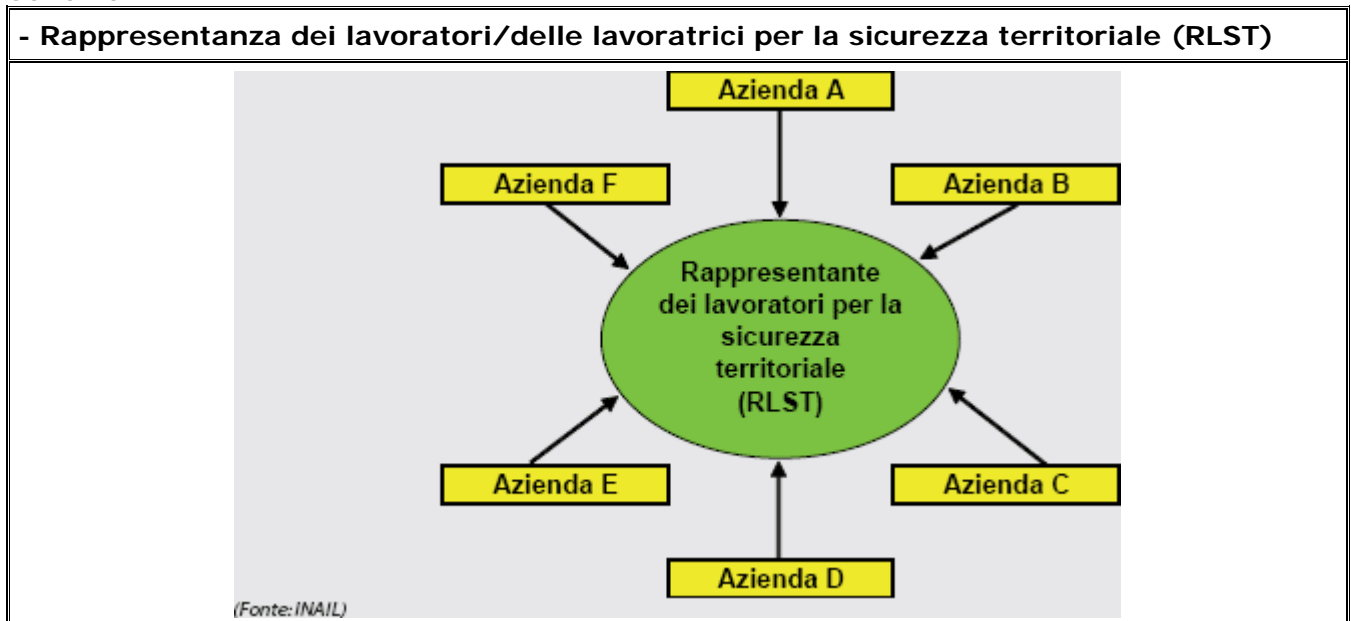 - Rappresentanza dei lavoratori/delle lavoratrici per la sicurezza territoriale (RLST)
Azienda A
Azienda F
Azienda B
Rappresentante
dei lavoratori per la
sicurezza
territoriale
(RLST)
Azienda E
Azienda C
Azienda D
(Fonte:INAIL)